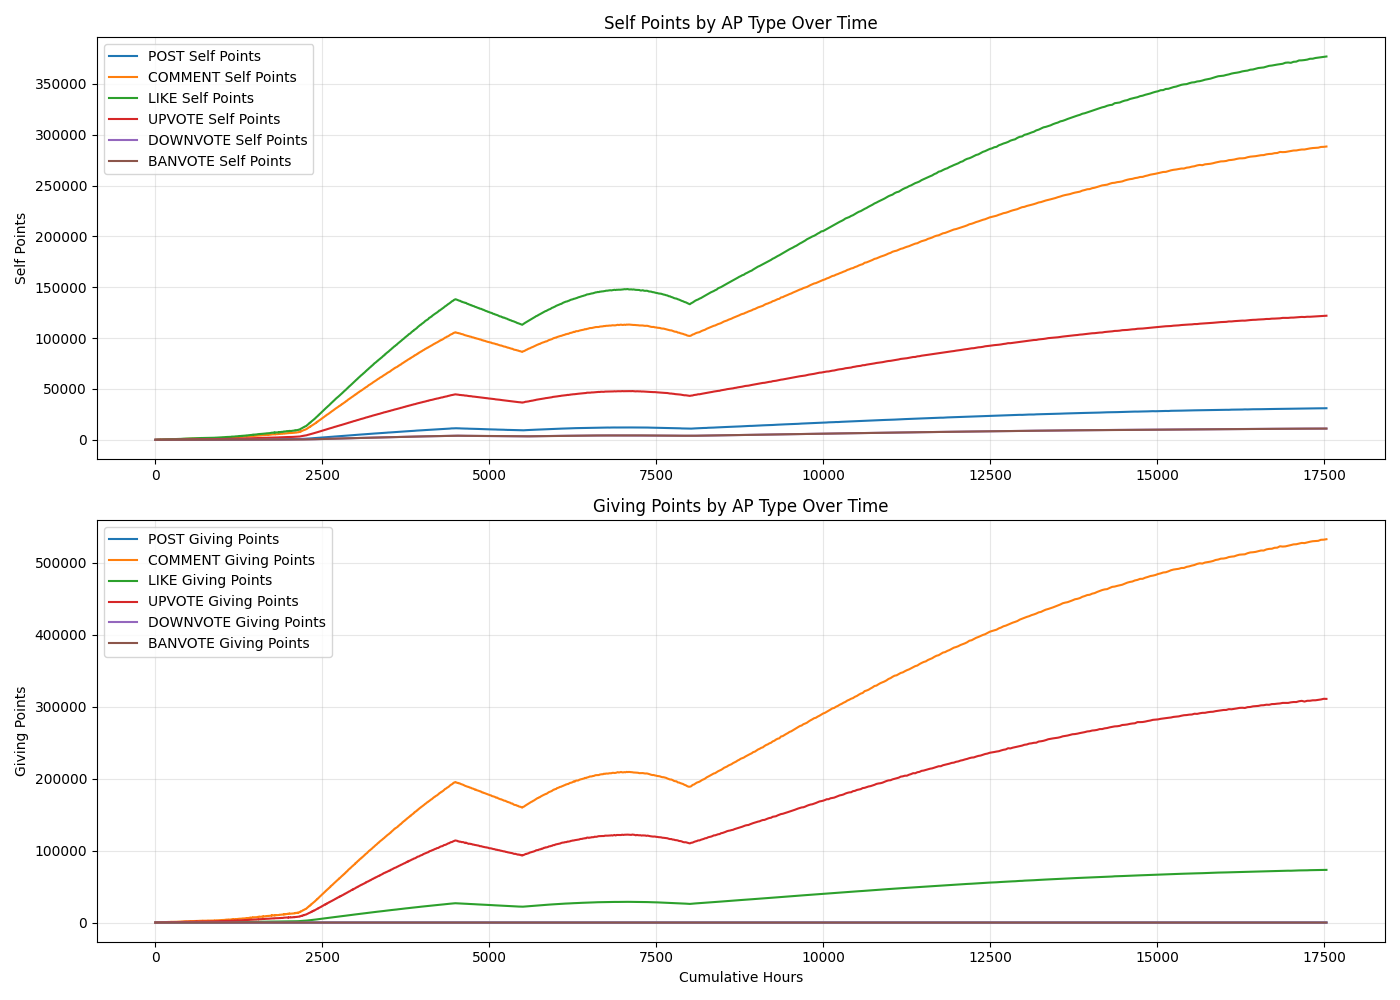 Self Points by AP Type Over Time
POST Self Points
COMMENT Self Points
LIKE Self Points
UPVOTE Self Points
DOWNVOTE Self Points
BANVOTE Self Points
Self Points
350000
300000
250000
200000
150000
100000
50000
0
0 2500 5000 7500 10000 12500 15000 17500
Giving Points by AP Type Over Time
POST Giving Points
COMMENT Giving Points
LIKE Giving Points
UPVOTE Giving Points
DOWNVOTE Giving Points
BANVOTE Giving Points
Giving Points
500000
400000
300000
200000
100000
0
0 2500 5000 7500 10000 12500 15000 17500
Cumulative Hours